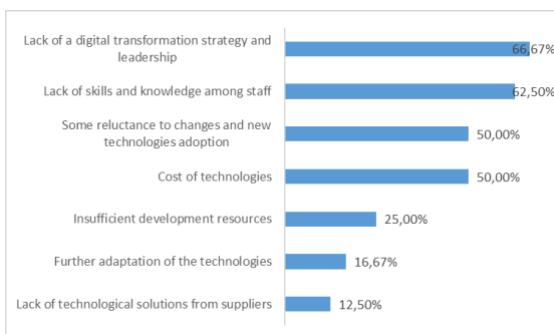 Lack of a digital transformation strategy and
leadership
66,67%
Lack of skills and knowledge among staff
62,50%
Some reluctance to changes and new
technologies adoption
50,00%
Cost of technologies
50,00%
Insufficient development resources
25,00%
Further adaptation of the technologies
16,67%
Lack of technological solutions from suppliers
12,50%